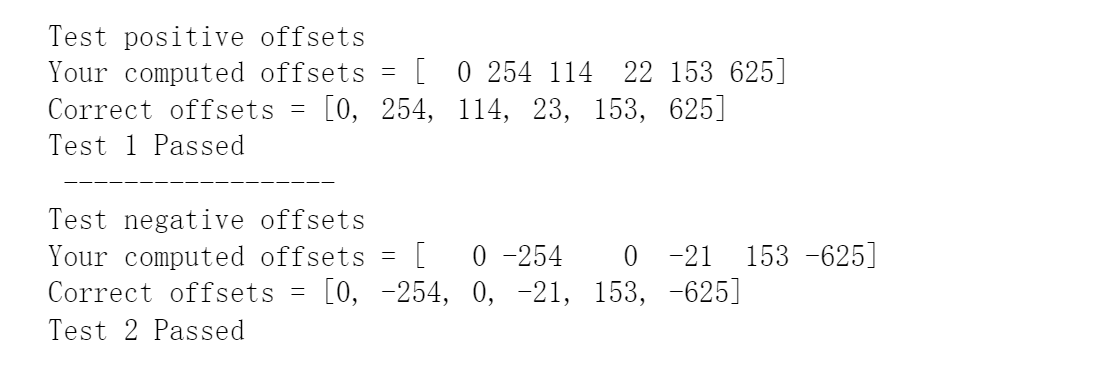 Test positive offsets
Your computed offsets = [  0 254 114  22 153 625]
Correct offsets = [0, 254, 114, 23, 153, 625]
Test 1 Passed
------------------
Test negative offsets
Your computed offsets = [   0 -254    0  -21  153 -625]
Correct offsets = [0, -254, 0, -21, 153, -625]
Test 2 Passed